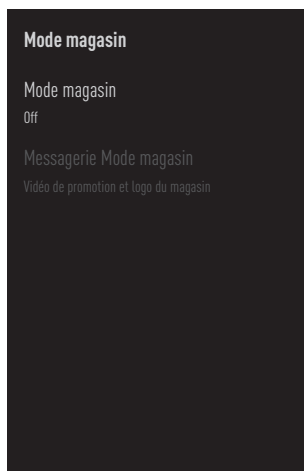 Mode magasin
Mode magasin
Off
Messagerie Mode magasin
Vidéo de promotion et logo du magasin